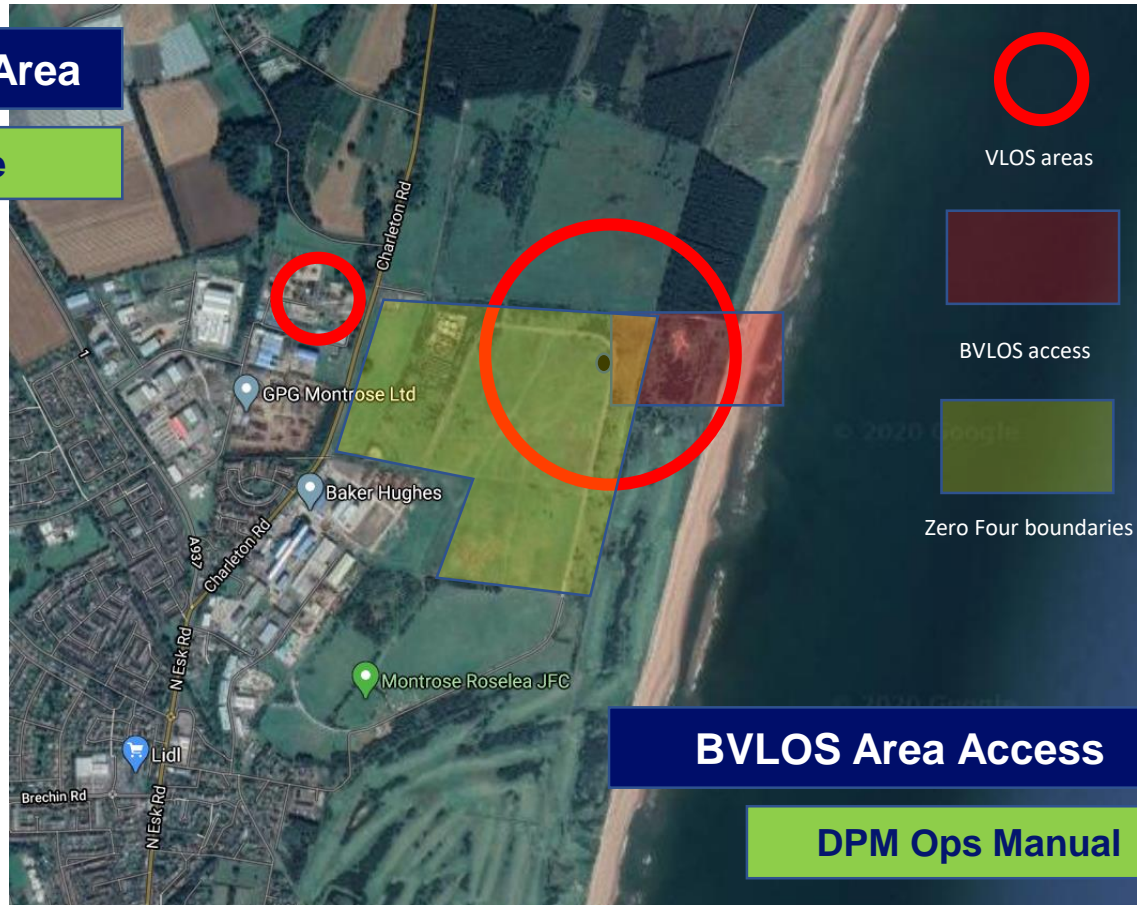 Area
e
VLOS areas
Charleton Rd
BVLOS access
1
GPG Montrose Ltd
© 2020 Google
Baker Hughes
Zero Four boundaries
A937
Charleton Rd
N Esk Rd
Montrose Roselea JFC
© 2020 Google
BVLOS Area Access
Lidl
Brechin Rd
N Esk Rd
DPM Ops Manual